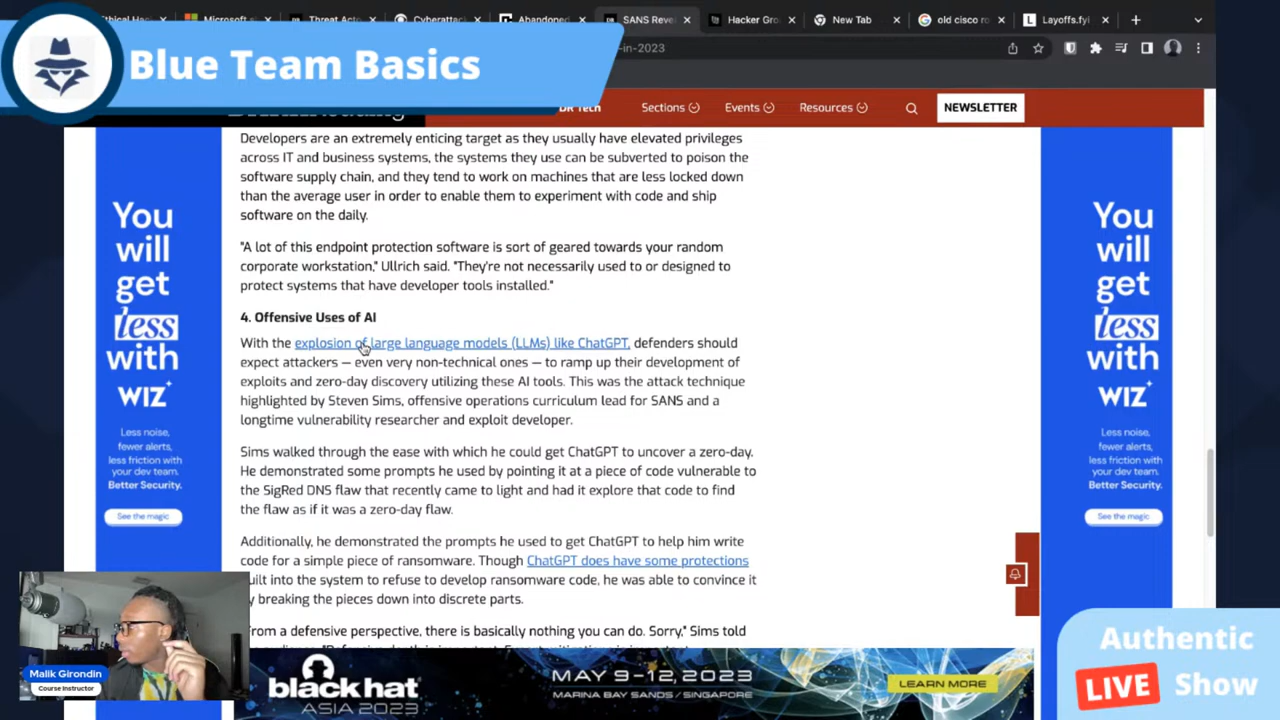 Ethical Hac
Microsoft si
Threat Acto
Cyberattac
Abandoned
SANS Reve
Hacker Gro
New Tab
old cisco ro
Layoffs.fyi
Blue Team Basics
-in-2023
DR Tech
Sections
Events
Resources
NEWSLETTER
Developers are an extremely enticing target as they usually have elevated privileges
across IT and business systems, the systems they use can be subverted to poison the
software supply chain, and they tend to work on machines that are less locked down
than the average user in order to enable them to experiment with code and ship
software on the daily.
"A lot of this endpoint protection software is sort of geared towards your random
corporate workstation," Ullrich said. "They're not necessarily used to or designed to
protect systems that have developer tools installed."
4. Offensive Uses of AI
With the explosion of large language models (LLMs) like ChatGPT, defenders should
expect attackers — even very non-technical ones — to ramp up their development of
exploits and zero-day discovery utilizing these AI tools. This was the attack technique
highlighted by Steven Sims, offensive operations curriculum lead for SANS and a
longtime vulnerability researcher and exploit developer.
Sims walked through the ease with which he could get ChatGPT to uncover a zero-day.
He demonstrated some prompts he used by pointing it at a piece of code vulnerable to
the SigRed DNS flaw that recently came to light and had it explore that code to find
the flaw as if it was a zero-day flaw.
Additionally, he demonstrated the prompts he used to get ChatGPT to help him write
code for a simple piece of ransomware. Though ChatGPT does have some protections
uilt into the system to refuse to develop ransomware code, he was able to convince it
y breaking the pieces down into discrete parts.
From a defensive perspective, there is basically nothing you can do. Sorry," Sims told
You
will
get
less
with
WIZ
Less noise,
fewer alerts,
less friction with
your dev team.
Better Security.
See the magic
You
will
get
less
with
WIZ
Less noise,
fewer alerts,
less friction with
your dev team.
Better Security.
See the magic
Malik Girondin
Course Instructor
black hat
ASIA 2023
MAY 9-12, 2023
MARINA BAY SANDS / SINGAPORE
LEARN MORE
Authentic
LIVE Show